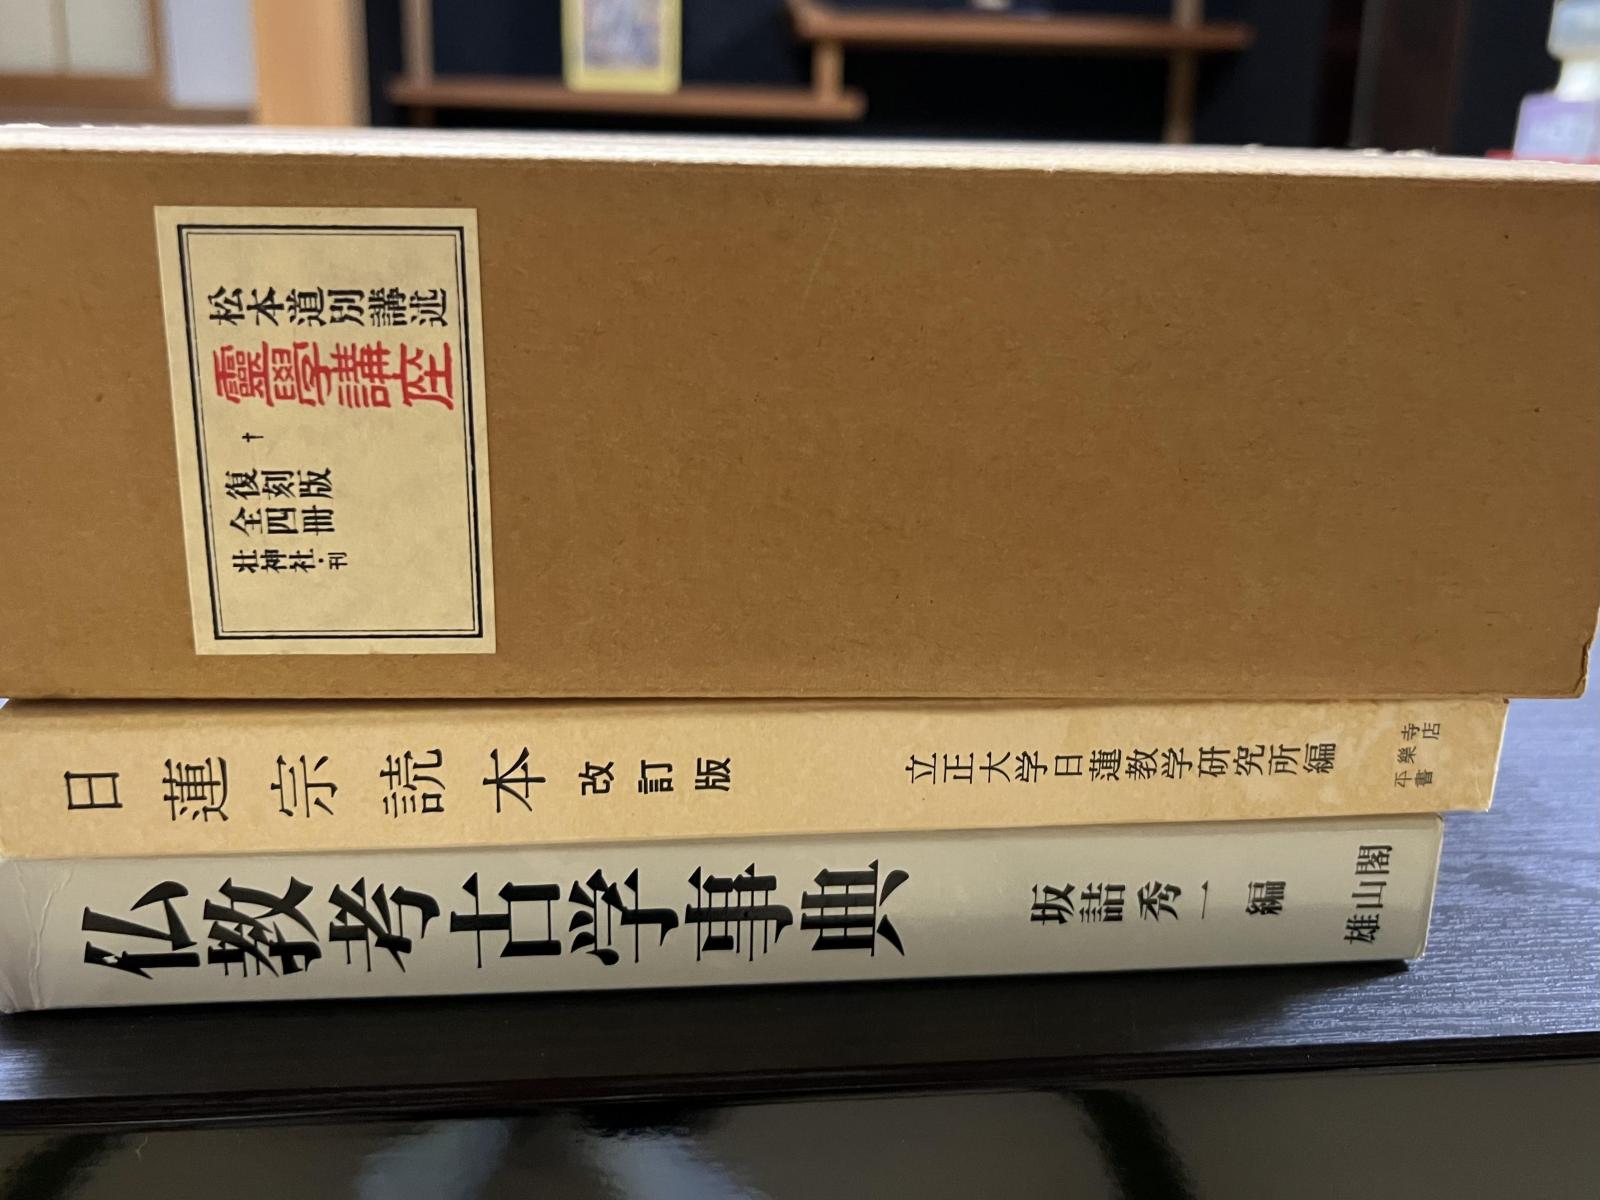 松本道別講述
靈學講座
†
復刻版
全四冊
壮神社・刊
日蓮宗読本 改訂版
立正大学日蓮教学研究所編
平樂寺書店
仏教考古学事典
坂詰秀一 編
雄山閣